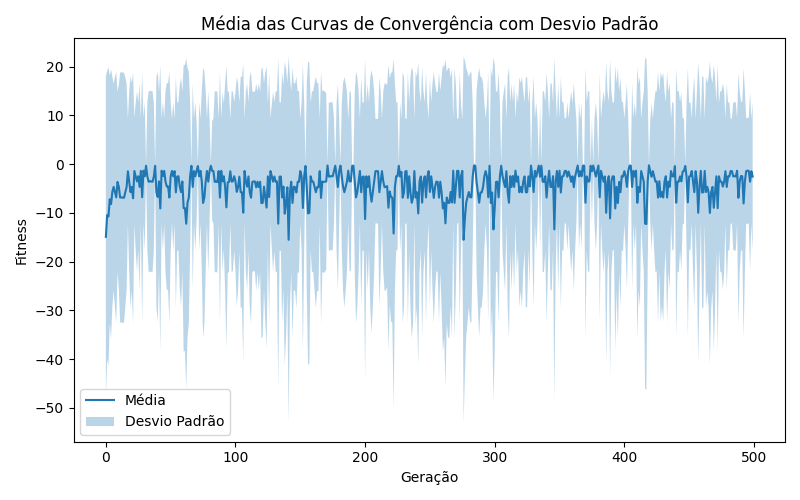 Média das Curvas de Convergência com Desvio Padrão
Fitness
20
10
0
−10
−20
−30
−40
−50
Média
Desvio Padrão
0 100 200 300 400 500
Geração